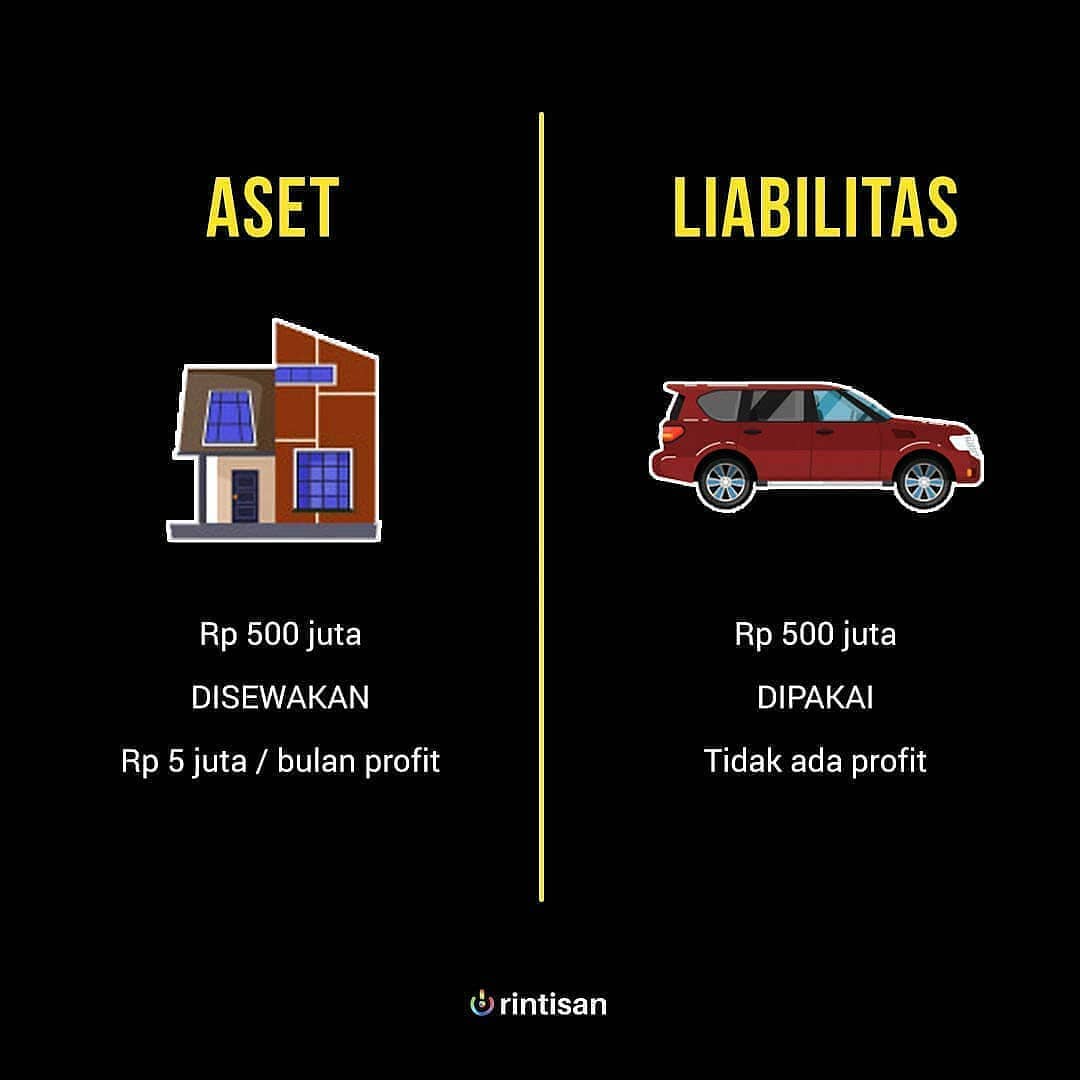 ASET
Rp 500 juta
DISEWAKAN
Rp 5 juta / bulan profit
LIABILITAS
Rp 500 juta
DIPAKAI
Tidak ada profit
rintisan